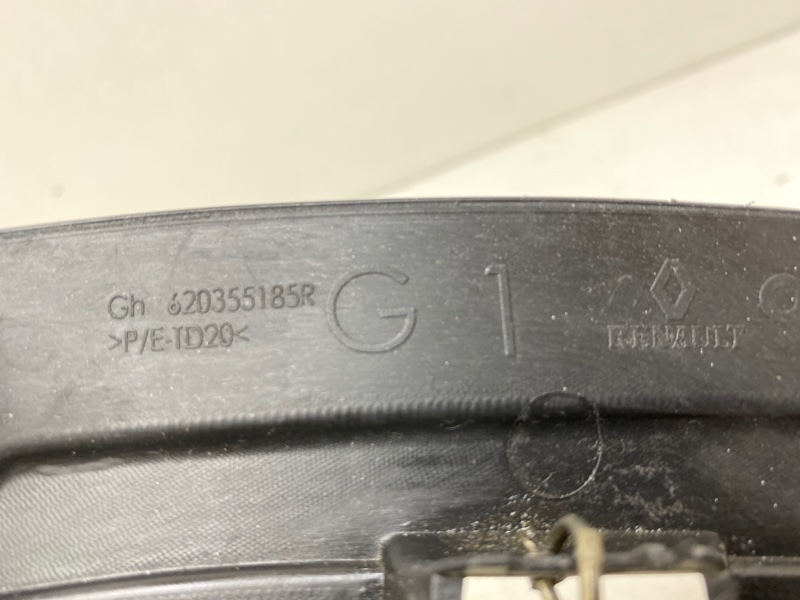 Gh 620355185R
>P/E-TD20<
G 1
RENAULT